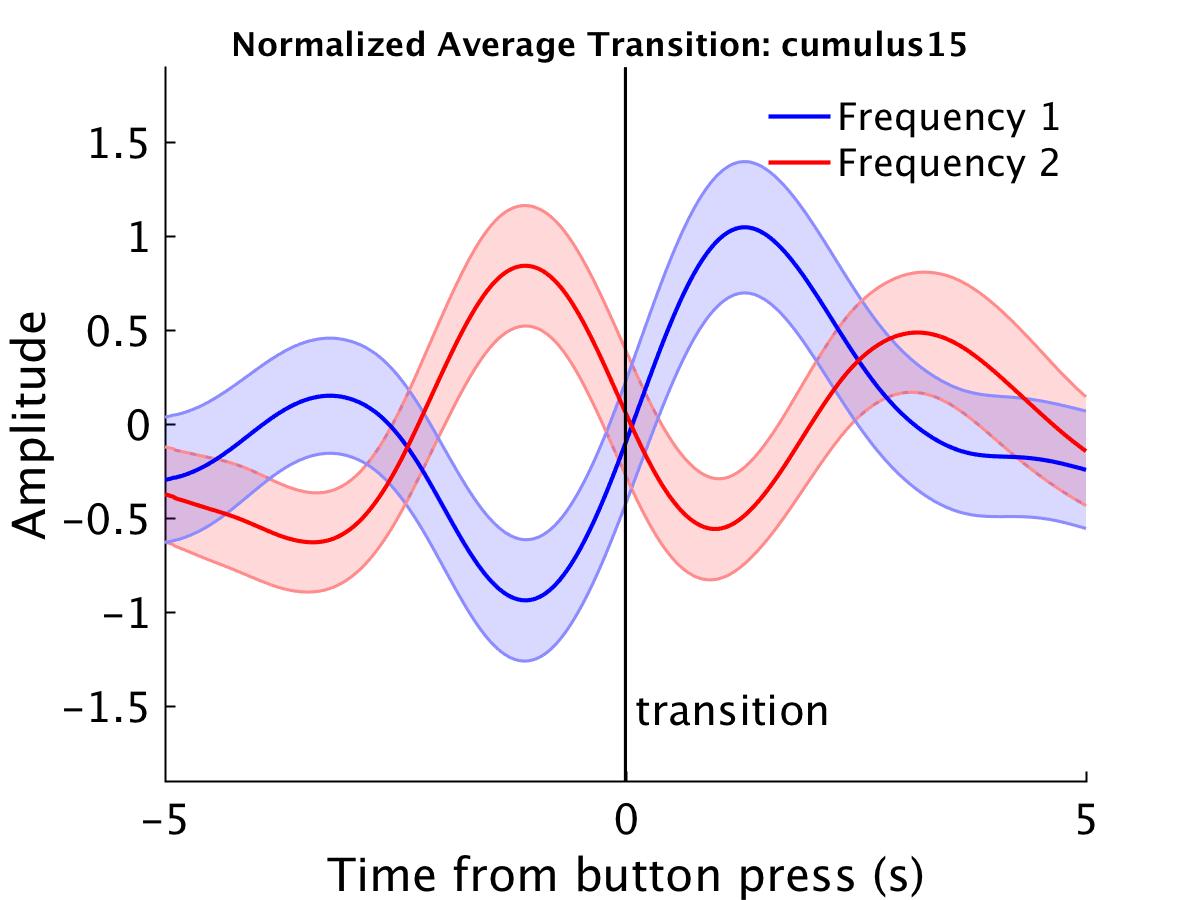 Normalized Average Transition: cumulus15
Frequency 1
Frequency 2
1.5
1
0.5
0
−0.5
−1
−1.5
Amplitude
transition
−5
0
5
Time from button press (s)